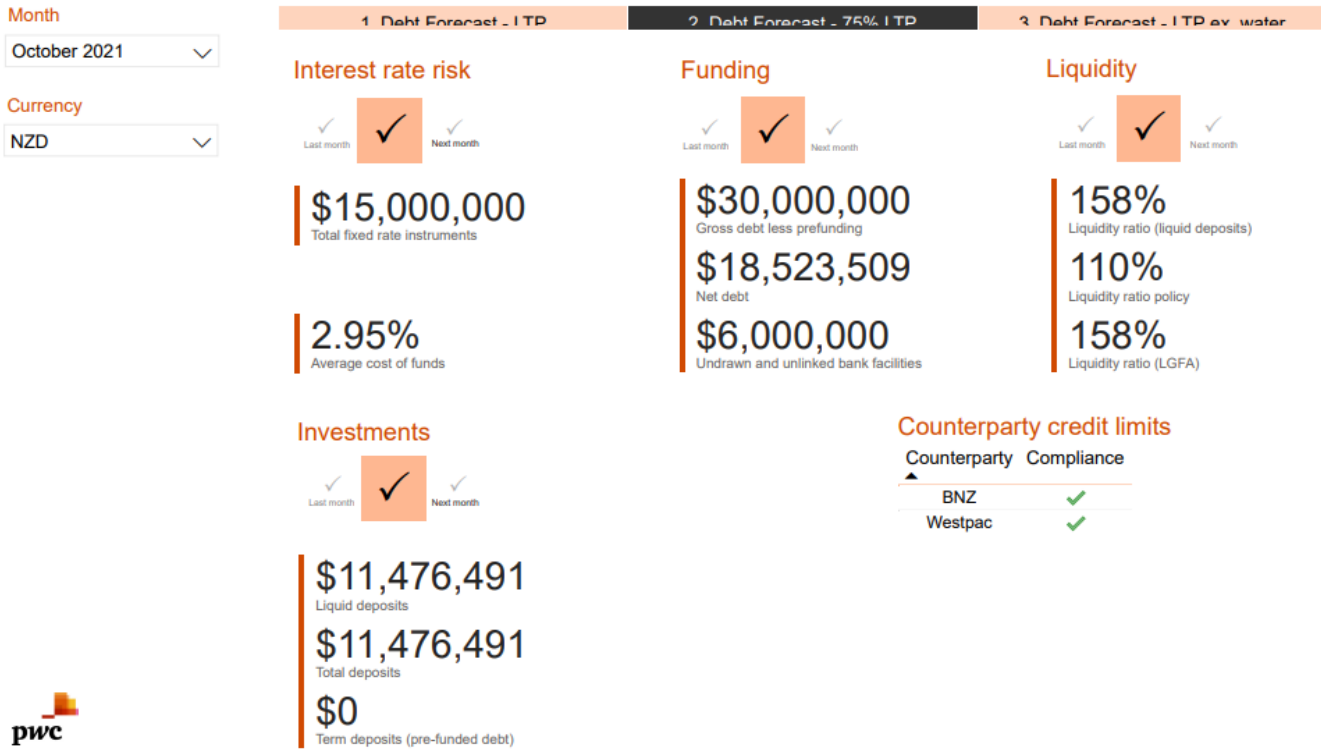 Month
October 2021
Currency
NZD
1. Debt Forecast - LTP
2. Debt Forecast - 75% LTP
3. Debt Forecast - LTP ex. water
Interest rate risk
Last month
Next month
$15,000,000
Total fixed rate instruments
2.95%
Average cost of funds
Funding
Last month
Next month
$30,000,000
Gross debt less prefunding
$18,523,509
Net debt
$6,000,000
Undrawn and unlinked bank facilities
Liquidity
Last month
Next month
158%
Liquidity ratio (liquid deposits)
110%
Liquidity ratio policy
158%
Liquidity ratio (LGFA)
Investments
Last month
Next month
$11,476,491
Liquid deposits
$11,476,491
Total deposits
$0
Term deposits (pre-funded debt)
Counterparty credit limits
Counterparty Compliance
BNZ
Westpac
pwc